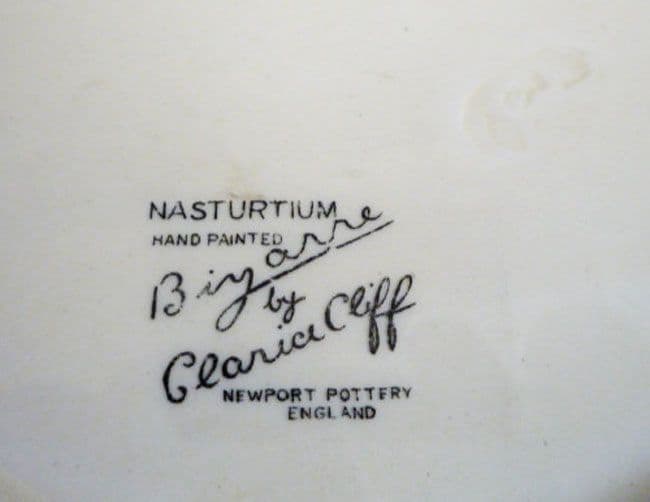 NASTURTIUM
HAND PAINTED
Bizarre
by
Clarice Cliff
NEWPORT POTTERY
ENGLAND